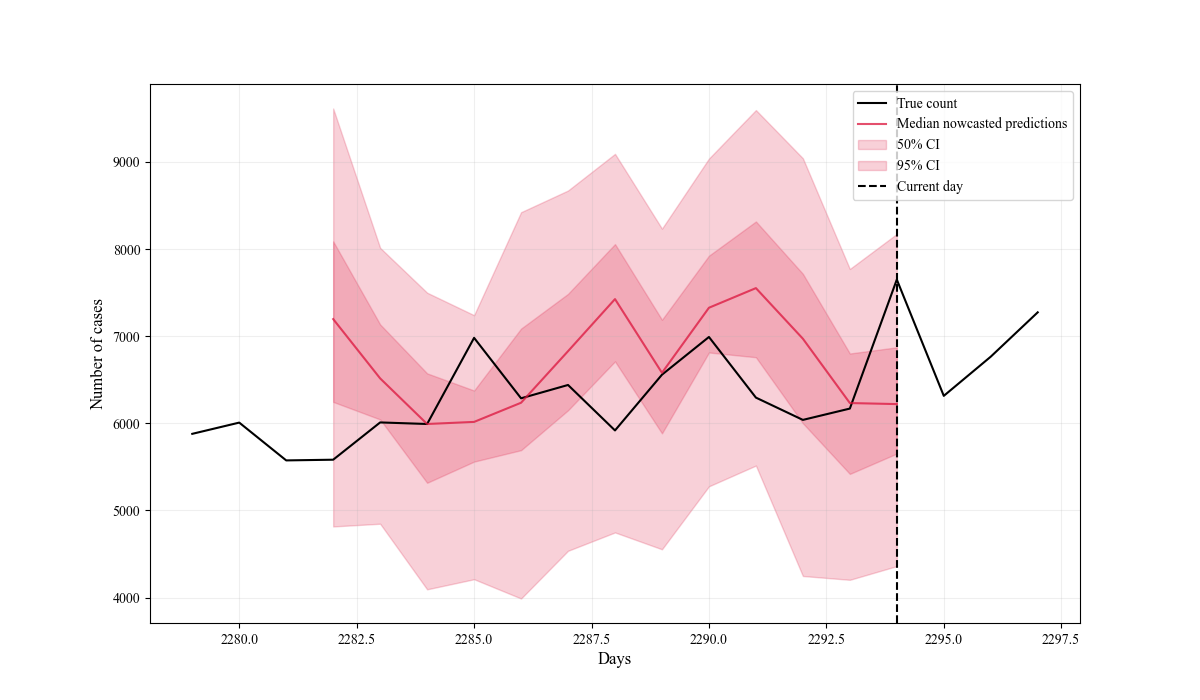 True count
Median nowcasted predictions
50% CI
95% CI
Current day
Number of cases
9000
8000
7000
6000
5000
4000
2280.0 2282.5 2285.0 2287.5 2290.0 2292.5 2295.0 2297.5
Days